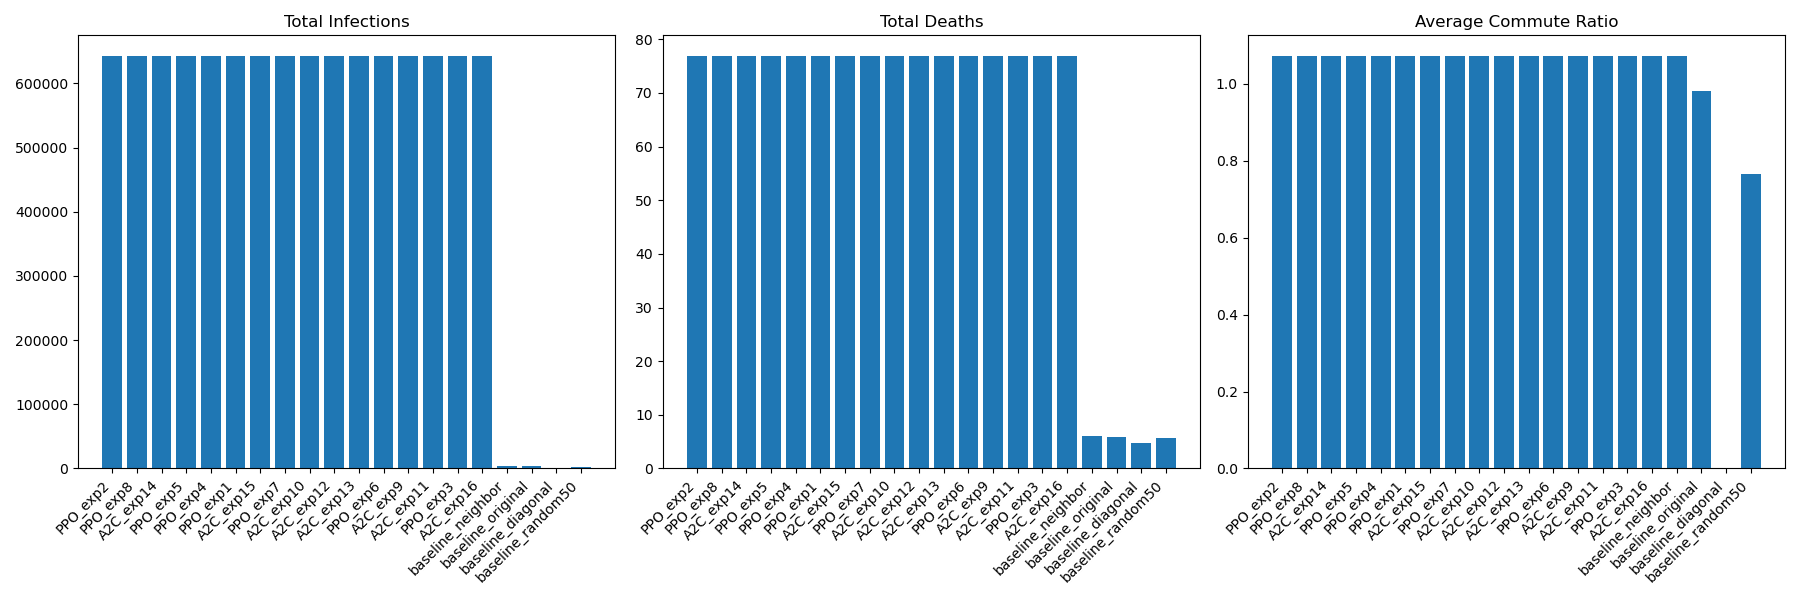 Total Infections
600000
500000
400000
300000
200000
100000
0
PPO_exp2
PPO_exp8
A2C_exp14
PPO_exp5
PPO_exp4
PPO_exp1
A2C_exp15
PPO_exp7
A2C_exp10
A2C_exp12
A2C_exp13
PPO_exp6
A2C_exp9
A2C_exp11
PPO_exp3
A2C_exp16
baseline_neighbor
baseline_original
baseline_diagonal
baseline_random50
Total Deaths
80
70
60
50
40
30
20
10
0
PPO_exp2
PPO_exp8
A2C_exp14
PPO_exp5
PPO_exp4
PPO_exp1
A2C_exp15
PPO_exp7
A2C_exp10
A2C_exp12
A2C_exp13
PPO_exp6
A2C_exp9
A2C_exp11
PPO_exp3
A2C_exp16
baseline_neighbor
baseline_original
baseline_diagonal
baseline_random50
Average Commute Ratio
1.0
0.8
0.6
0.4
0.2
0.0
PPO_exp2
PPO_exp8
A2C_exp14
PPO_exp5
PPO_exp4
PPO_exp1
A2C_exp15
PPO_exp7
A2C_exp10
A2C_exp12
A2C_exp13
PPO_exp6
A2C_exp9
A2C_exp11
PPO_exp3
A2C_exp16
baseline_neighbor
baseline_original
baseline_diagonal
baseline_random50